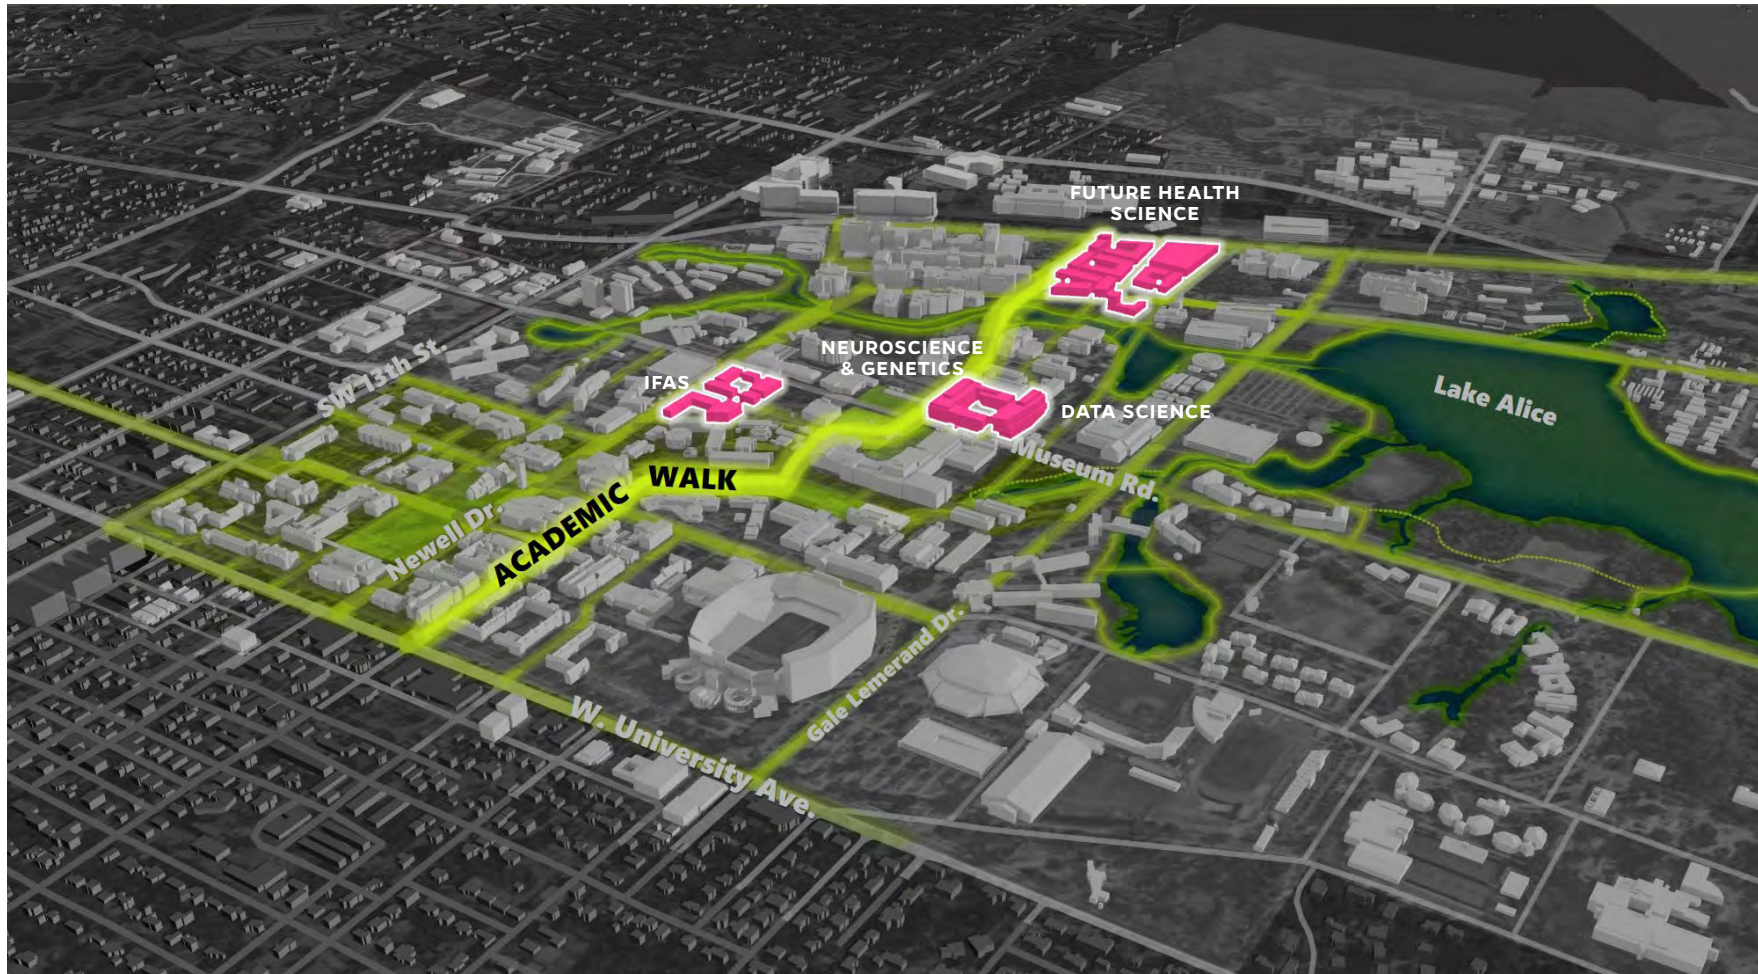 FUTURE HEALTH
SCIENCE
NEUROSCIENCE
& GENETICS
IFAS
DATA SCIENCE
Lake Alice
SW 13th St.
Museum Rd.
ACADEMIC WALK
Newell Dr.
Gale Lemerand Dr.
W. University Ave.